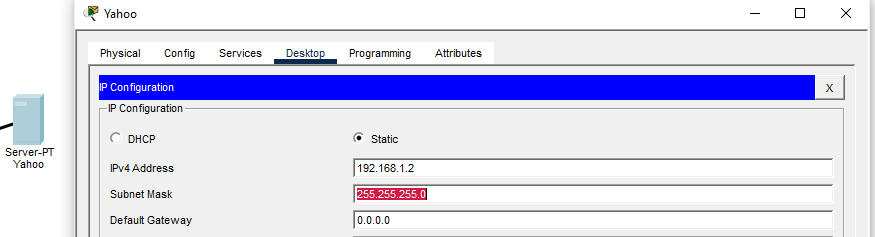 Yahoo
Physical Config Services Desktop Programming Attributes
IP Configuration X
IP Configuration
DHCP Static
IPv4 Address 192.168.1.2
Subnet Mask 255.255.255.0
Default Gateway 0.0.0.0
Server-PT
Yahoo